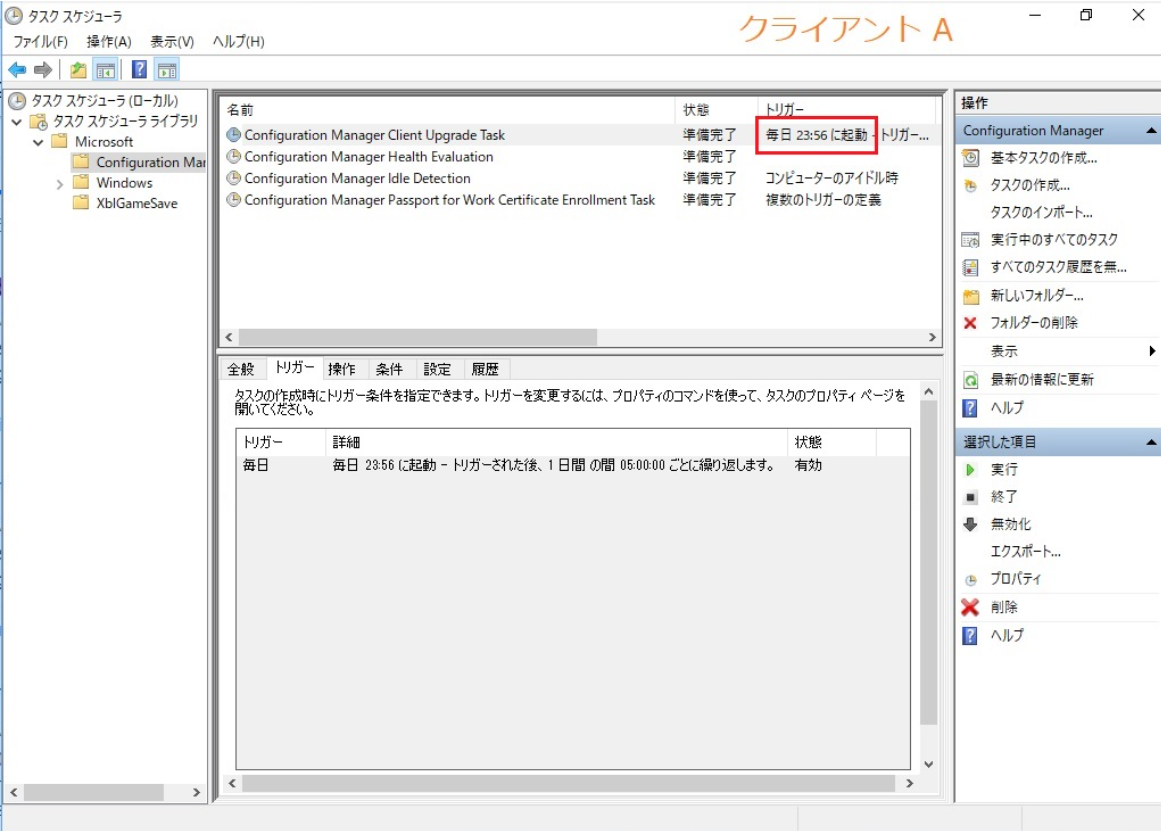 タスク スケジューラ
クライアント A
ファイル(F) 操作(A) 表示(V) ヘルプ(H)
タスク スケジューラ (ローカル)
タスク スケジューラ ライブラリ
Microsoft
Configuration Mar
Windows
XblGameSave
名前 状態 トリガー
Configuration Manager Client Upgrade Task 準備完了 毎日 23:56 に起動 - トリガー...
Configuration Manager Health Evaluation 準備完了
Configuration Manager Idle Detection 準備完了 コンピューターのアイドル時
Configuration Manager Passport for Work Certificate Enrollment Task 準備完了 複数のトリガーの定義
全般 トリガー 操作 条件 設定 履歴
タスクの作成時にトリガー条件を指定できます。トリガーを変更するには、プロパティのコマンドを使って、タスクのプロパティ ページを
開いてください。
トリガー 詳細 状態
毎日 毎日 23:56 に起動 - トリガーされた後、1 日間 の間 05:00:00 ごとに繰り返します。 有効
操作
Configuration Manager
基本タスクの作成...
タスクの作成...
タスクのインポート...
実行中のすべてのタスク
すべてのタスク履歴を無...
新しいフォルダー...
フォルダーの削除
表示
最新の情報に更新
ヘルプ
選択した項目
実行
終了
無効化
エクスポート...
プロパティ
削除
ヘルプ